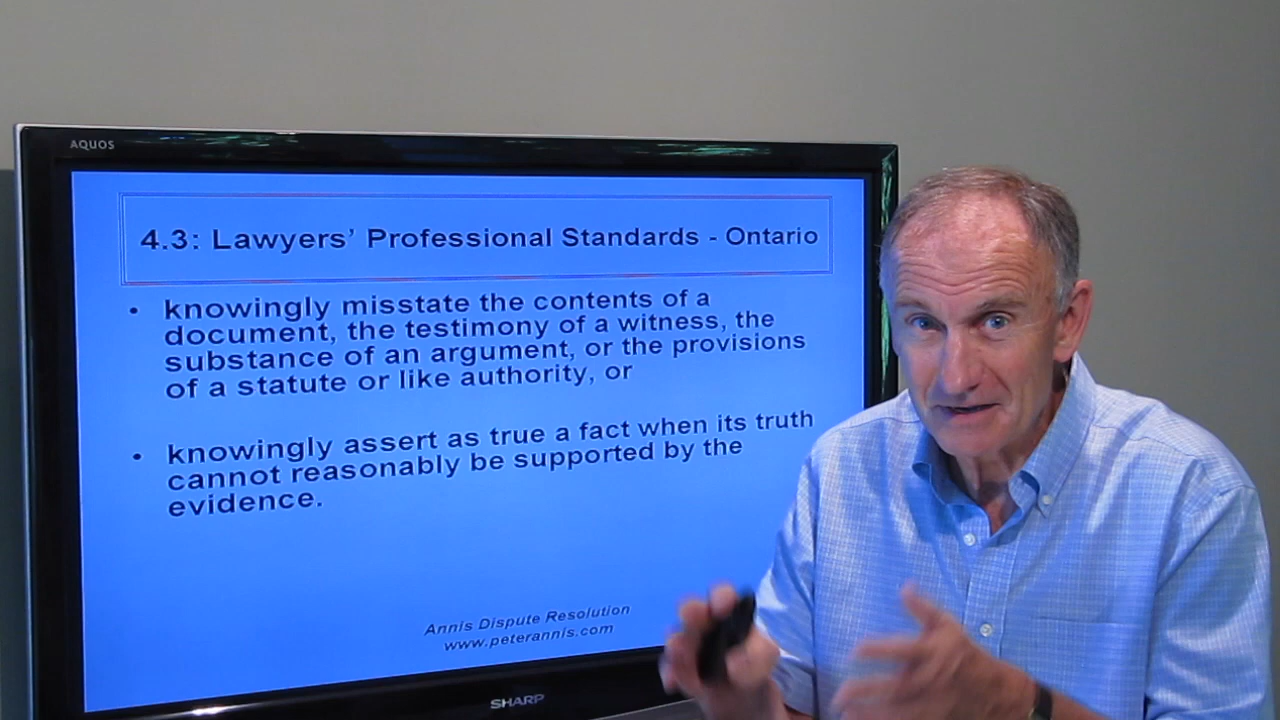 AQUOS
4.3: Lawyers' Professional Standards - Ontario
• knowingly misstate the contents of a
document, the testimony of a witness, the
substance of an argument, or the provisions
of a statute or like authority, or
• knowingly assert as true a fact when its truth
cannot reasonably be supported by the
evidence.
Annis Dispute Resolution
www.peterannis.com
SHARP